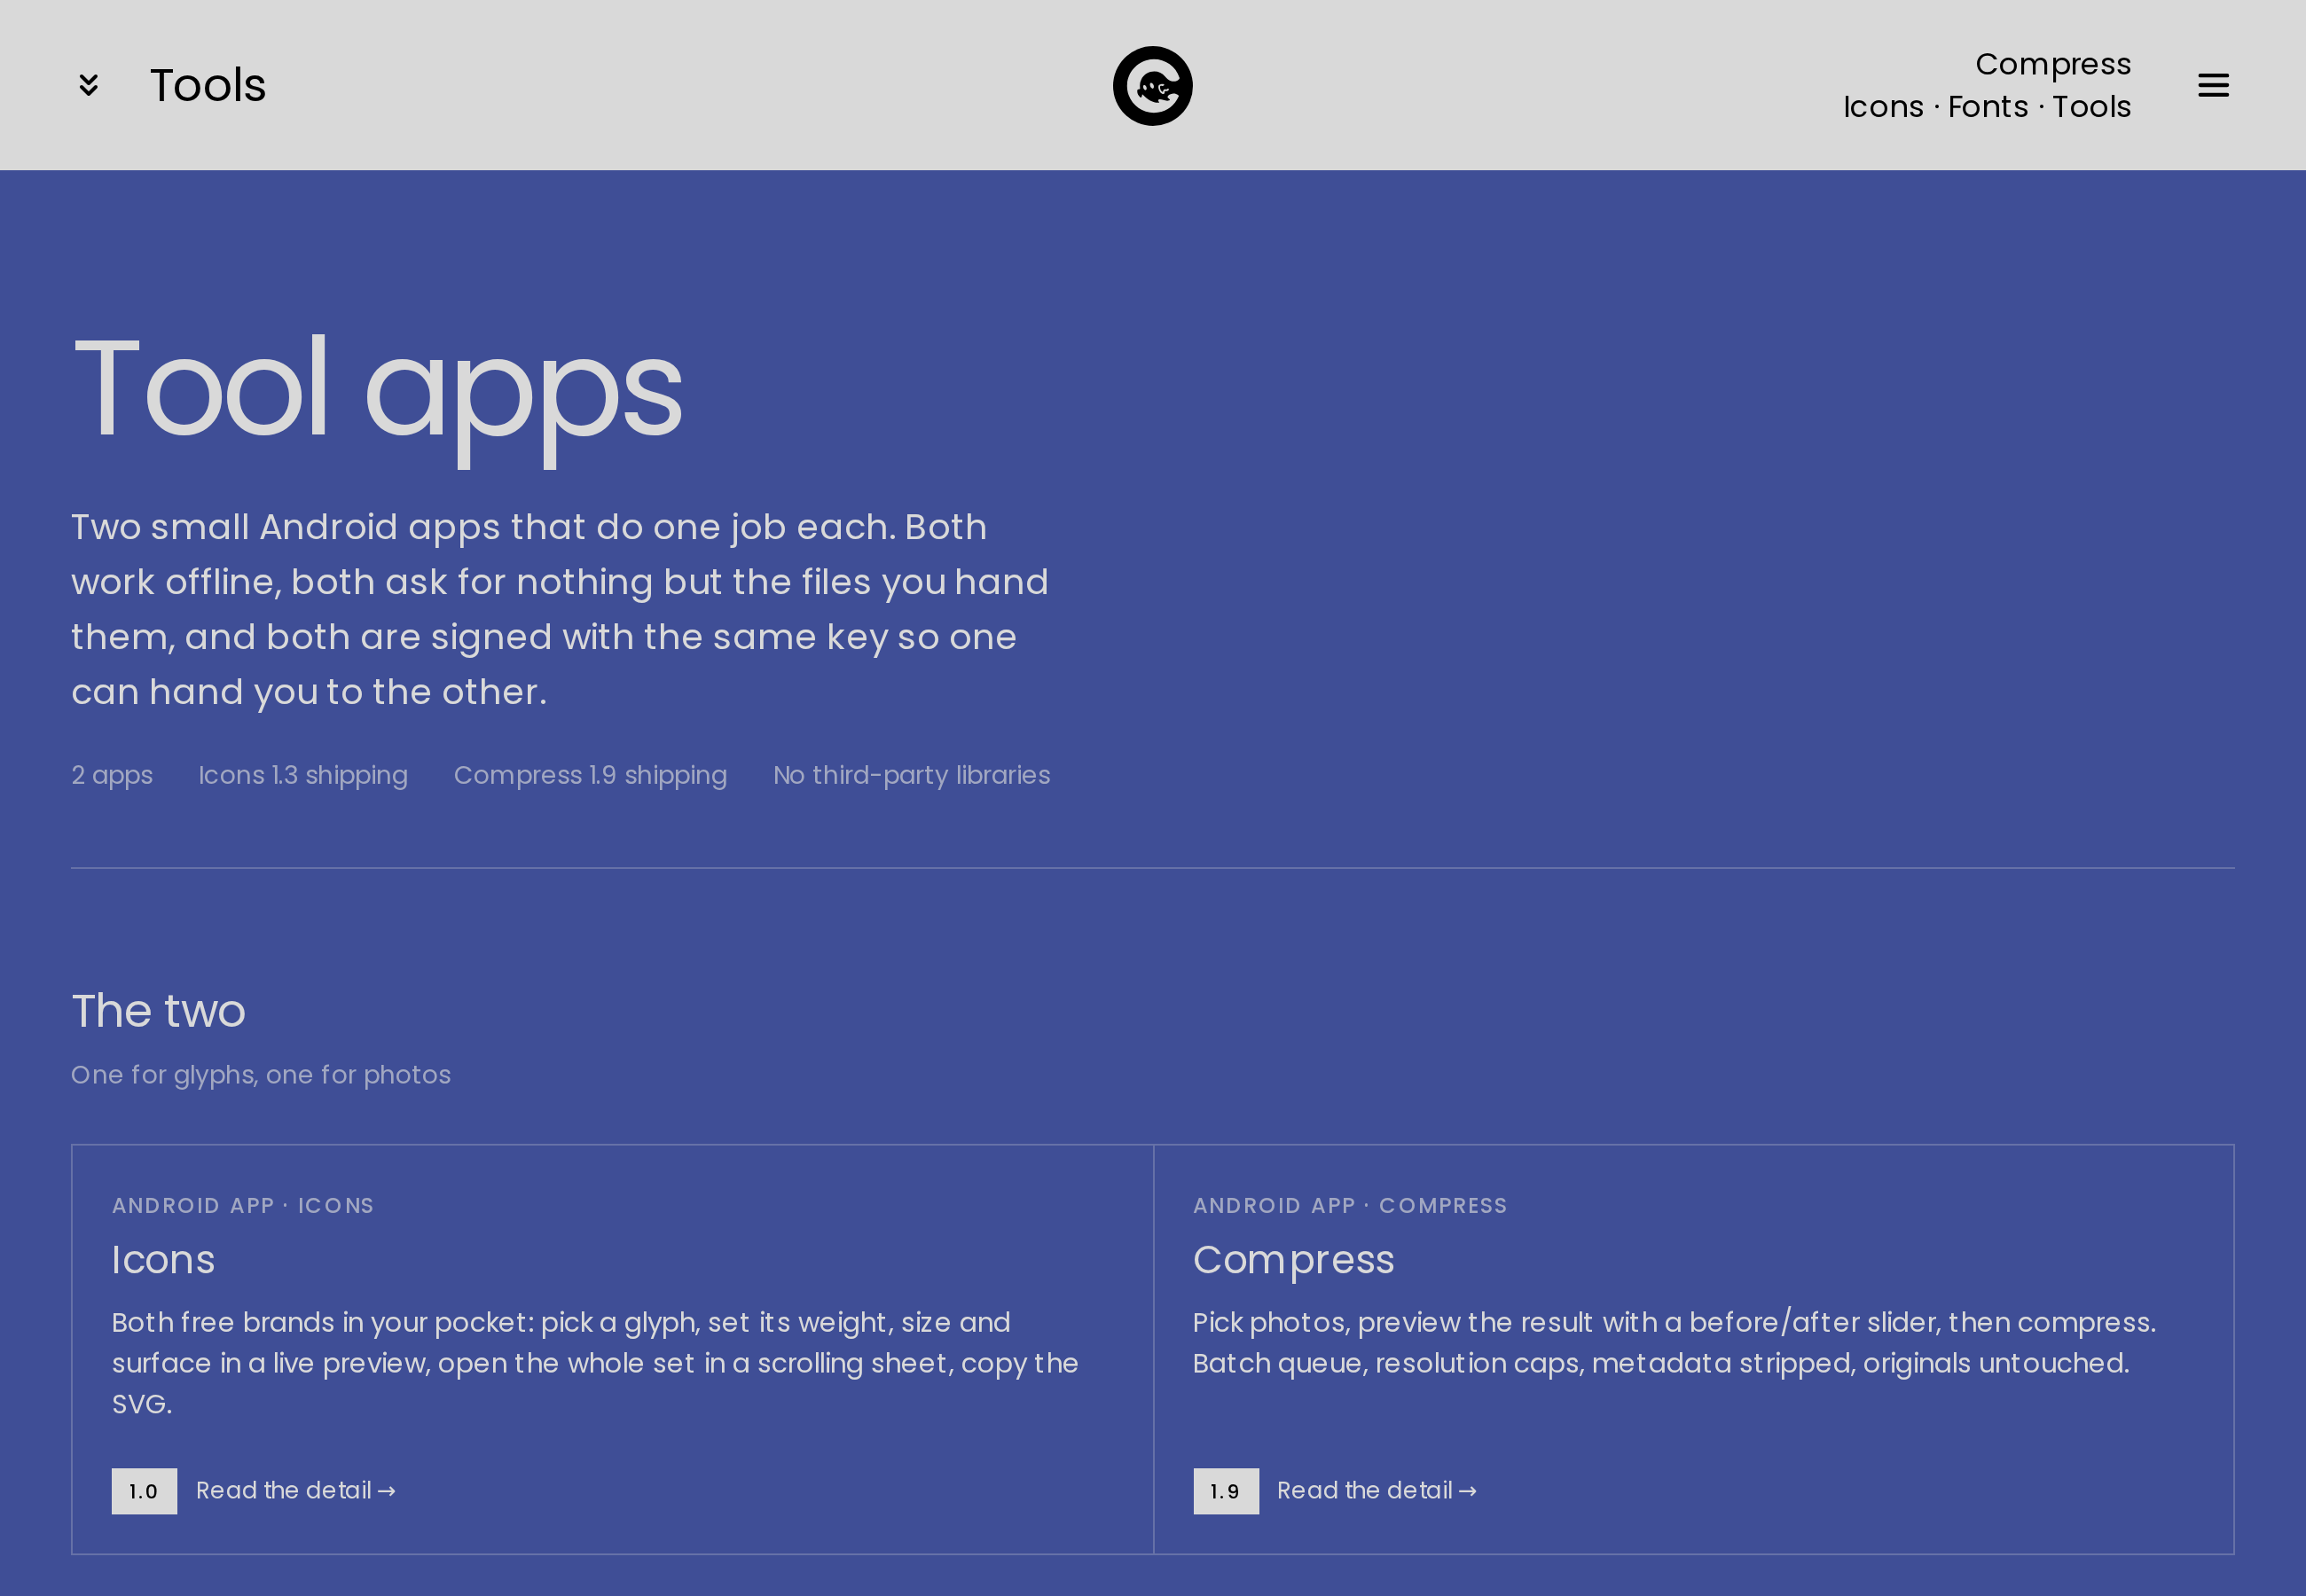 Tools
Compress
Icons · Fonts · Tools
Tool apps
Two small Android apps that do one job each. Both
work offline, both ask for nothing but the files you hand
them, and both are signed with the same key so one
can hand you to the other.
2 apps Icons 1.3 shipping Compress 1.9 shipping No third-party libraries
The two
One for glyphs, one for photos
ANDROID APP · ICONS
Icons
Both free brands in your pocket: pick a glyph, set its weight, size and
surface in a live preview, open the whole set in a scrolling sheet, copy the
SVG.
1.0 Read the detail →
ANDROID APP · COMPRESS
Compress
Pick photos, preview the result with a before/after slider, then compress.
Batch queue, resolution caps, metadata stripped, originals untouched.
1.9 Read the detail →